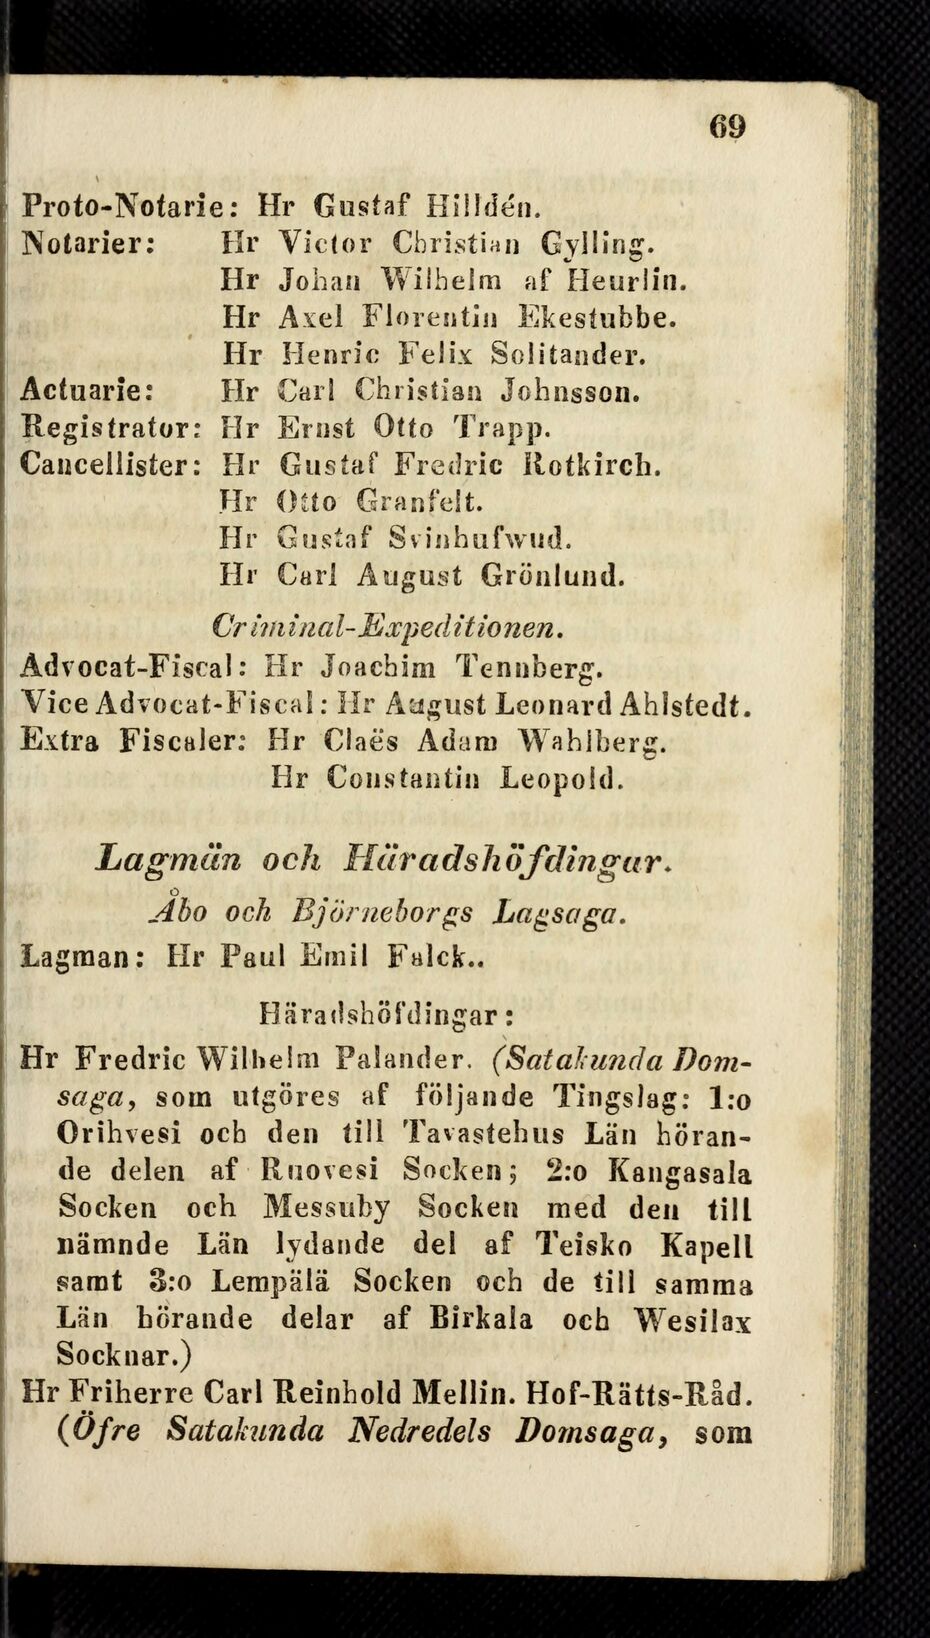 69
Proto-Notarie: Hr Gustaf Hilldén.
Notarier: Hr Victor Christian Gylling.
Hr Johan Wilhelm af Heurlin.
Hr Axel Florentin Ekestubbe.
Hr Henric Felix Solitander.
Actuarie: Hr Carl Christian Johnsson.
Registrator: Hr Ernst Otto Trapp.
Cancellister: Hr Gustaf Fredric Rotkirch.
Hr Otto Granfelt.
Hr Gustaf Svinhufwud.
Hr Carl August Grönlund.
Criminal-Expeditionen.
Advocat-Fiscal: Hr Joachim Tennberg.
Vice Advocat-Fiscal: Hr August Leonard Ahlstedt.
Extra Fiscaler: Hr Claës Adam Wahlberg.
Hr Constantin Leopold.
Lagmän och Häradshöfdingar.
Åbo och Björneborgs Lagsaga.
Lagman: Hr Paul Emil Falck..
Häradshöfdingar:
Hr Fredric Wilhelm Palander. (Satakunda Dom-
saga, som utgöres af följande Tingslag: 1:o
Orihvesi och den till Tavastehus Län höran-
de delen af Ruovesi Socken; 2:o Kangasala
Socken och Messuby Socken med den till
nämnde Län lydande del af Teisko Kapell
samt 3:o Lempälä Socken och de till samma
Län hörande delar af Birkala och Wesilax
Socknar.)
Hr Friherre Carl Reinhold Mellin. Hof-Rätts-Råd.
(Öfre Satakunda Nedredels Domsaga, som